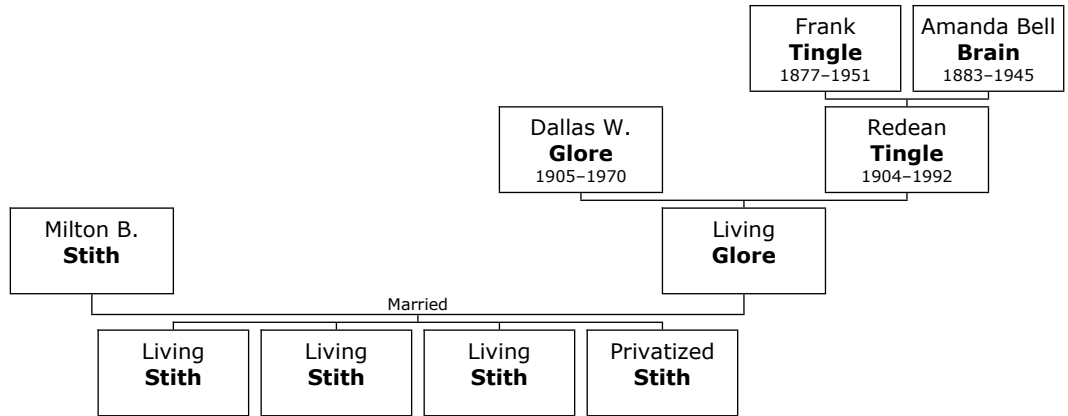 Frank
Tingle
1877–1951
Amanda Bell
Brain
1883–1945
Dallas W.
Glore
1905–1970
Redean
Tingle
1904–1992
Milton B.
Stith
Living
Glore
Married
Living
Stith
Living
Stith
Living
Stith
Privatized
Stith